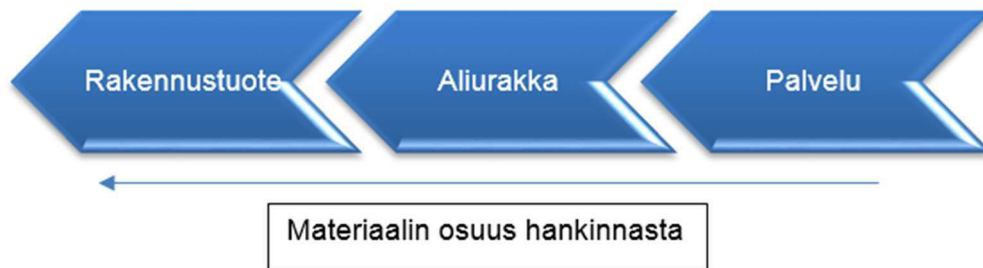 Rakennustuote
Aliurakka
Palvelu
Materiaalin osuus hankinnasta